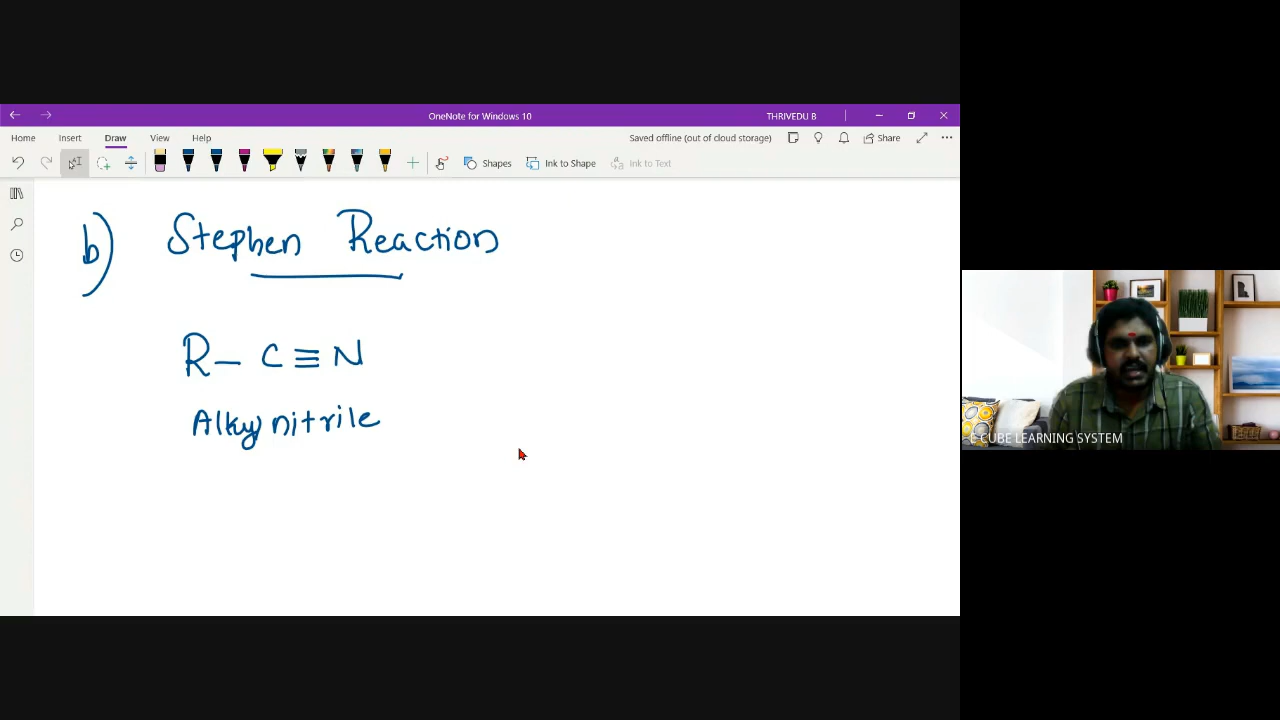 OneNote for Windows 10
THRIVEDU B
Home Insert Draw View Help
Saved offline (out of cloud storage)
Share
Shapes
Ink to Shape
Ink to Text
b) Stephen Reaction
R – C ≡ N
Alkyl nitrile
E CUBE LEARNING SYSTEM